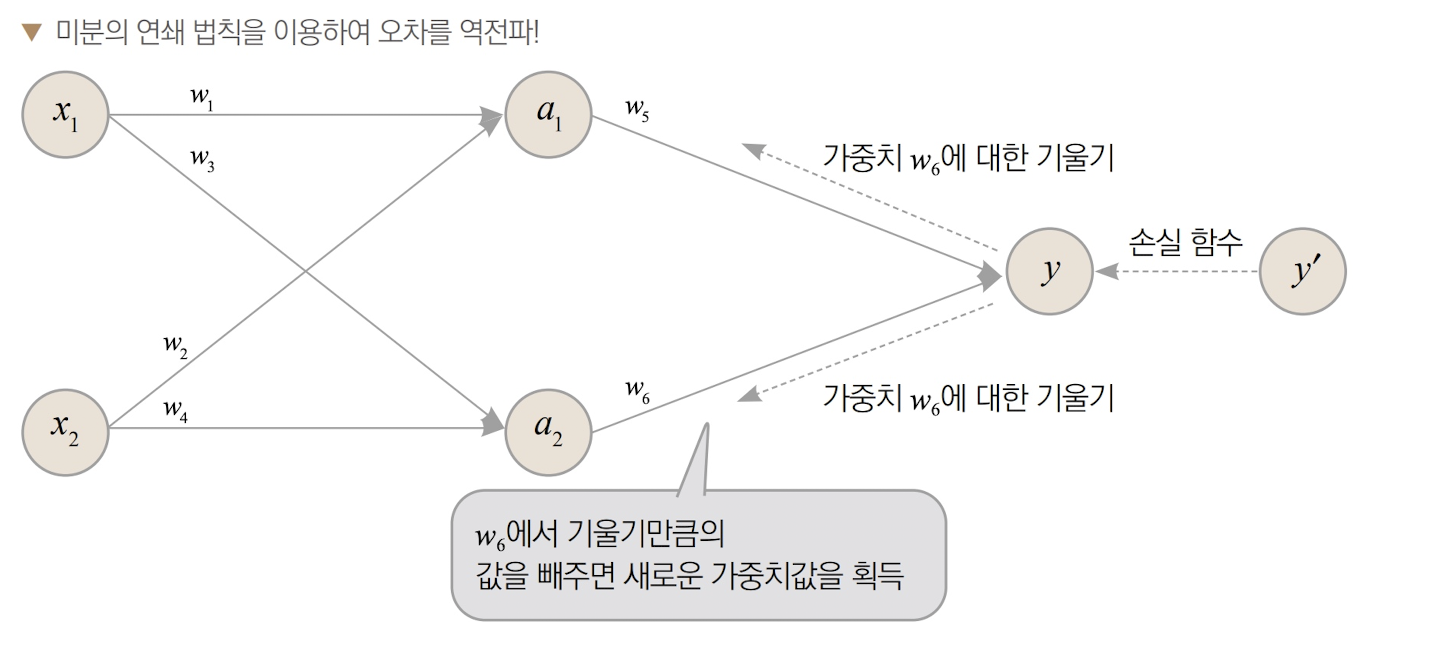 ▼ 미분의 연쇄 법칙을 이용하여 오차를 역전파!
x₁
w₁
w₃
a₁
w₅
가중치 w₆에 대한 기울기
손실 함수
y
y′
x₂
w₂
w₄
a₂
w₆
가중치 w₆에 대한 기울기
w₆에서 기울기만큼의
값을 빼주면 새로운 가중치값을 획득